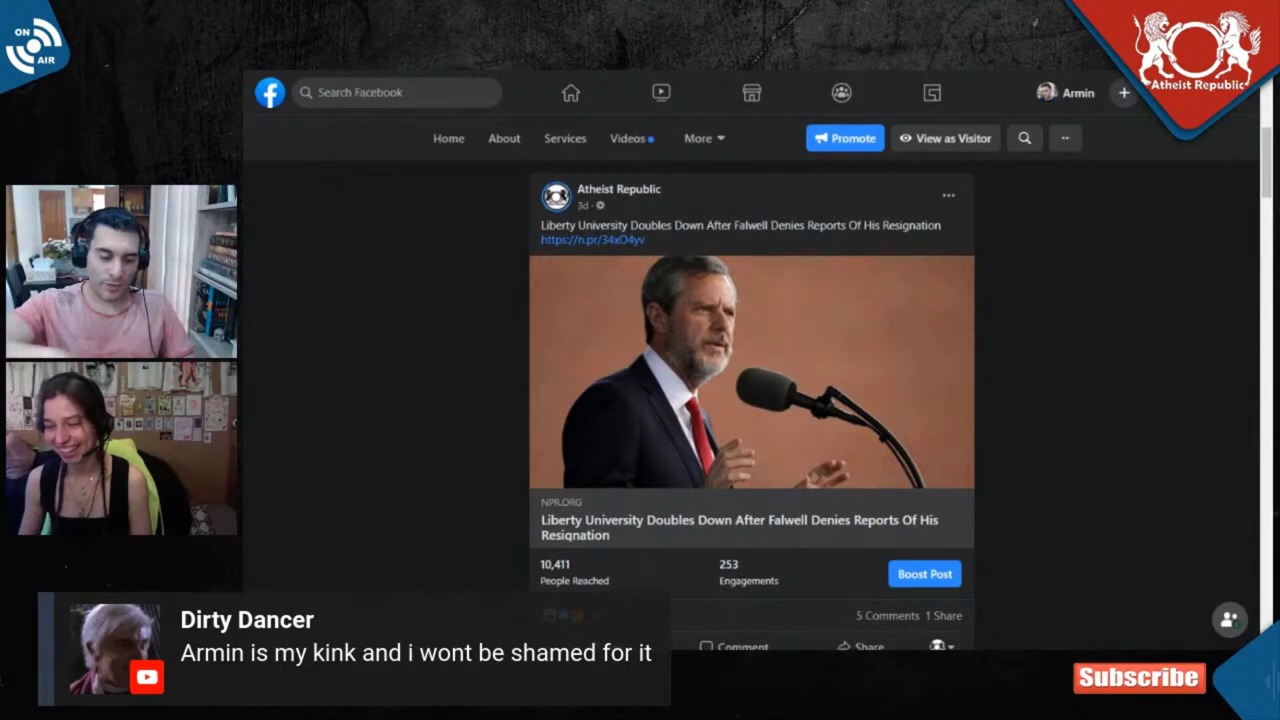 ON
AIR
Atheist Republic
Search Facebook
Armin
Home
About
Services
Videos
More
Promote
View as Visitor
Atheist Republic
3d
Liberty University Doubles Down After Falwell Denies Reports Of His Resignation
https://n.pr/34xO4yv
NPR.ORG
Liberty University Doubles Down After Falwell Denies Reports Of His
Resignation
10,411
People Reached
253
Engagements
Boost Post
5 Comments 1 Share
Comment
Share
Dirty Dancer
Armin is my kink and i wont be shamed for it
Subscribe